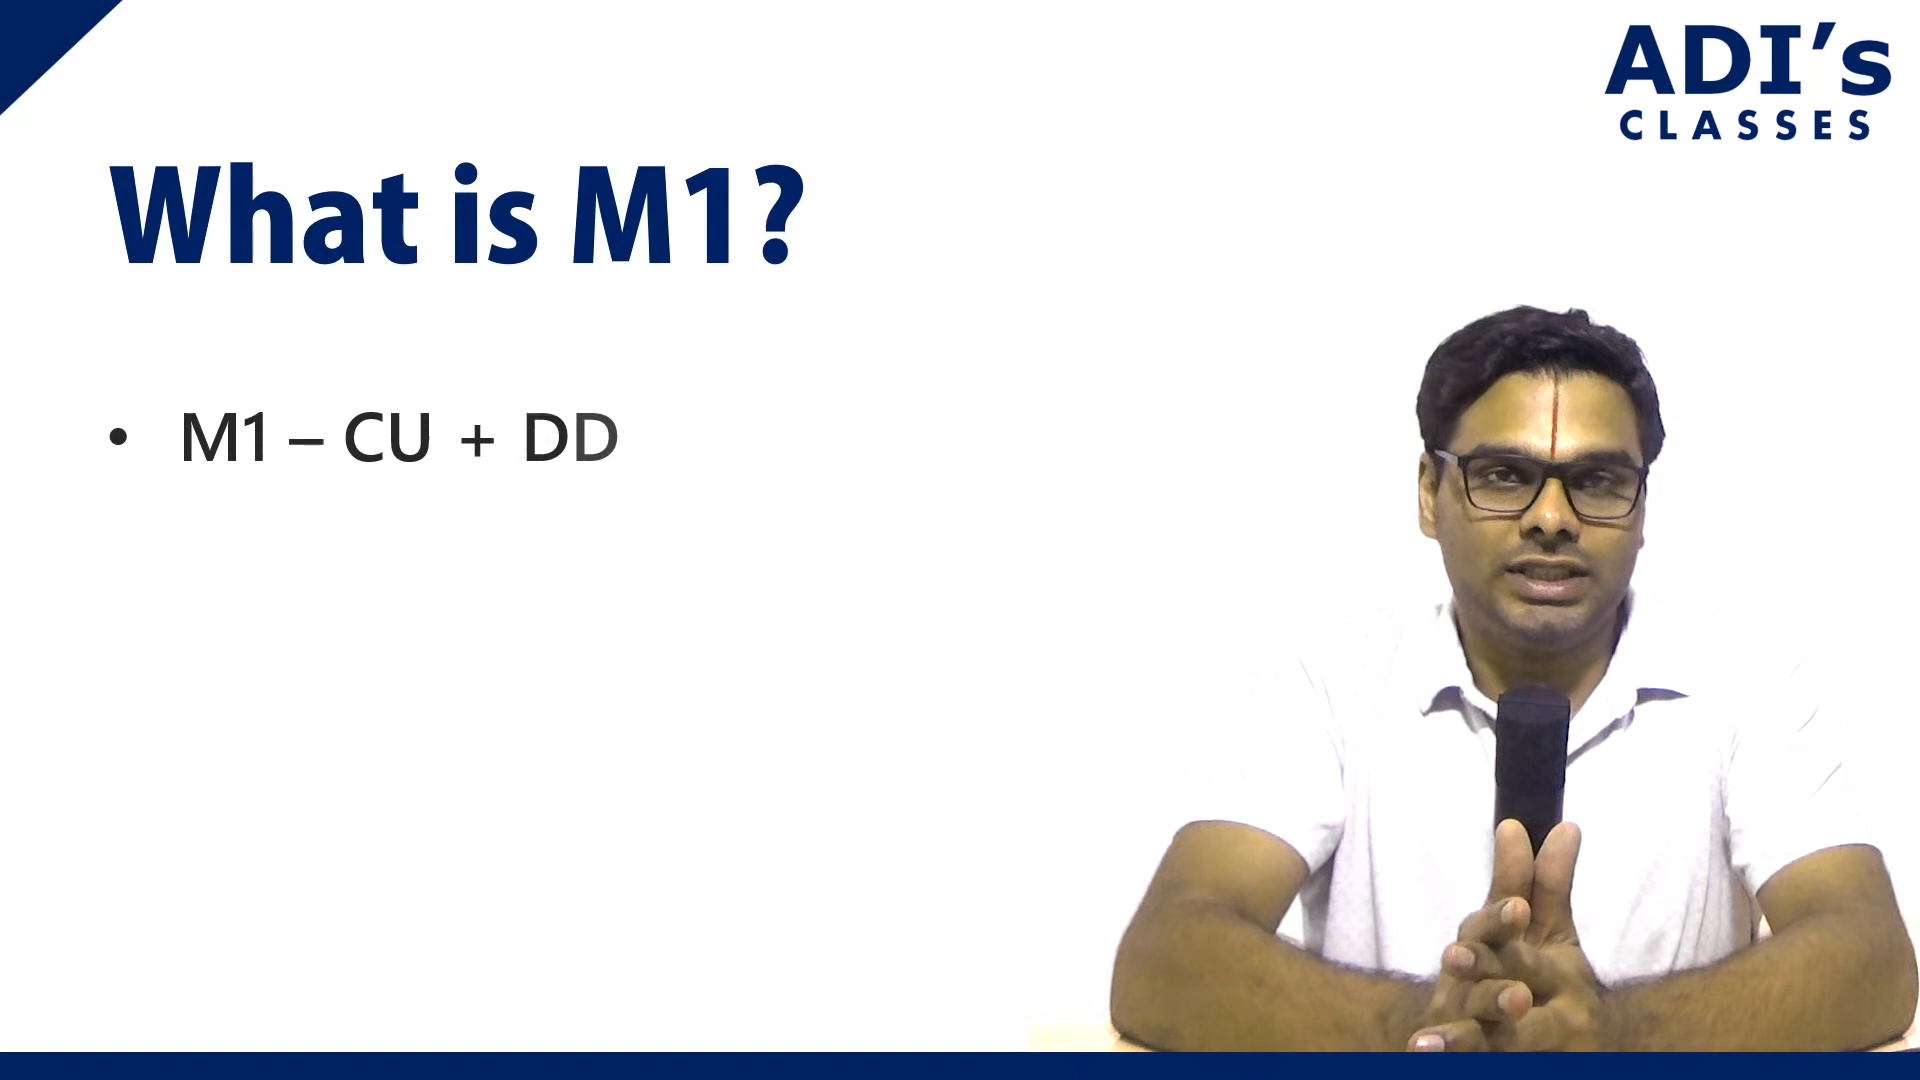 ADI's
CLASSES
What is M1?
• M1 – CU + DD